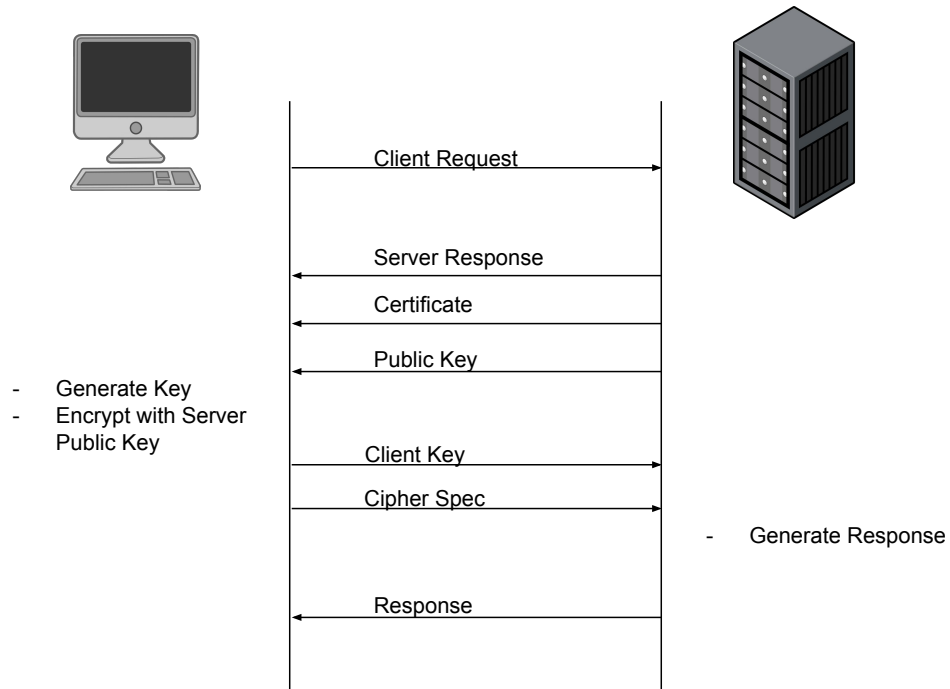 Client Request
Server Response
Certificate
Public Key
- Generate Key
- Encrypt with Server
Public Key
Client Key
Cipher Spec
- Generate Response
Response